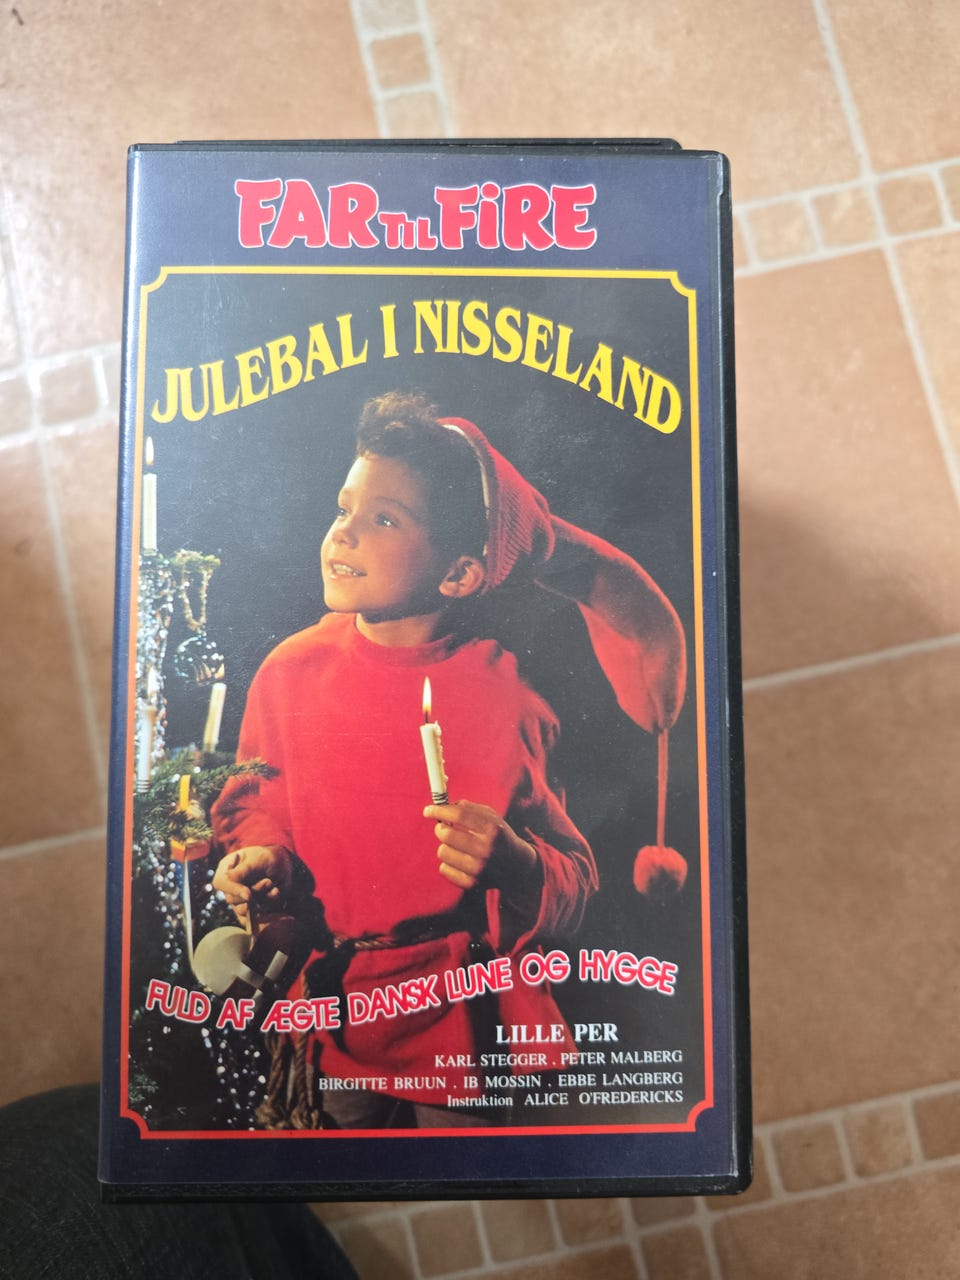 FAR TIL FiRE
JULEBAL I NISSELAND
FULD AF ÆGTE DANSK LUNE OG HYGGE
LILLE PER
KARL STEGGER . PETER MALBERG
BIRGITTE BRUUN . IB MOSSIN . EBBE LANGBERG
Instruktion ALICE O'FREDERICKS